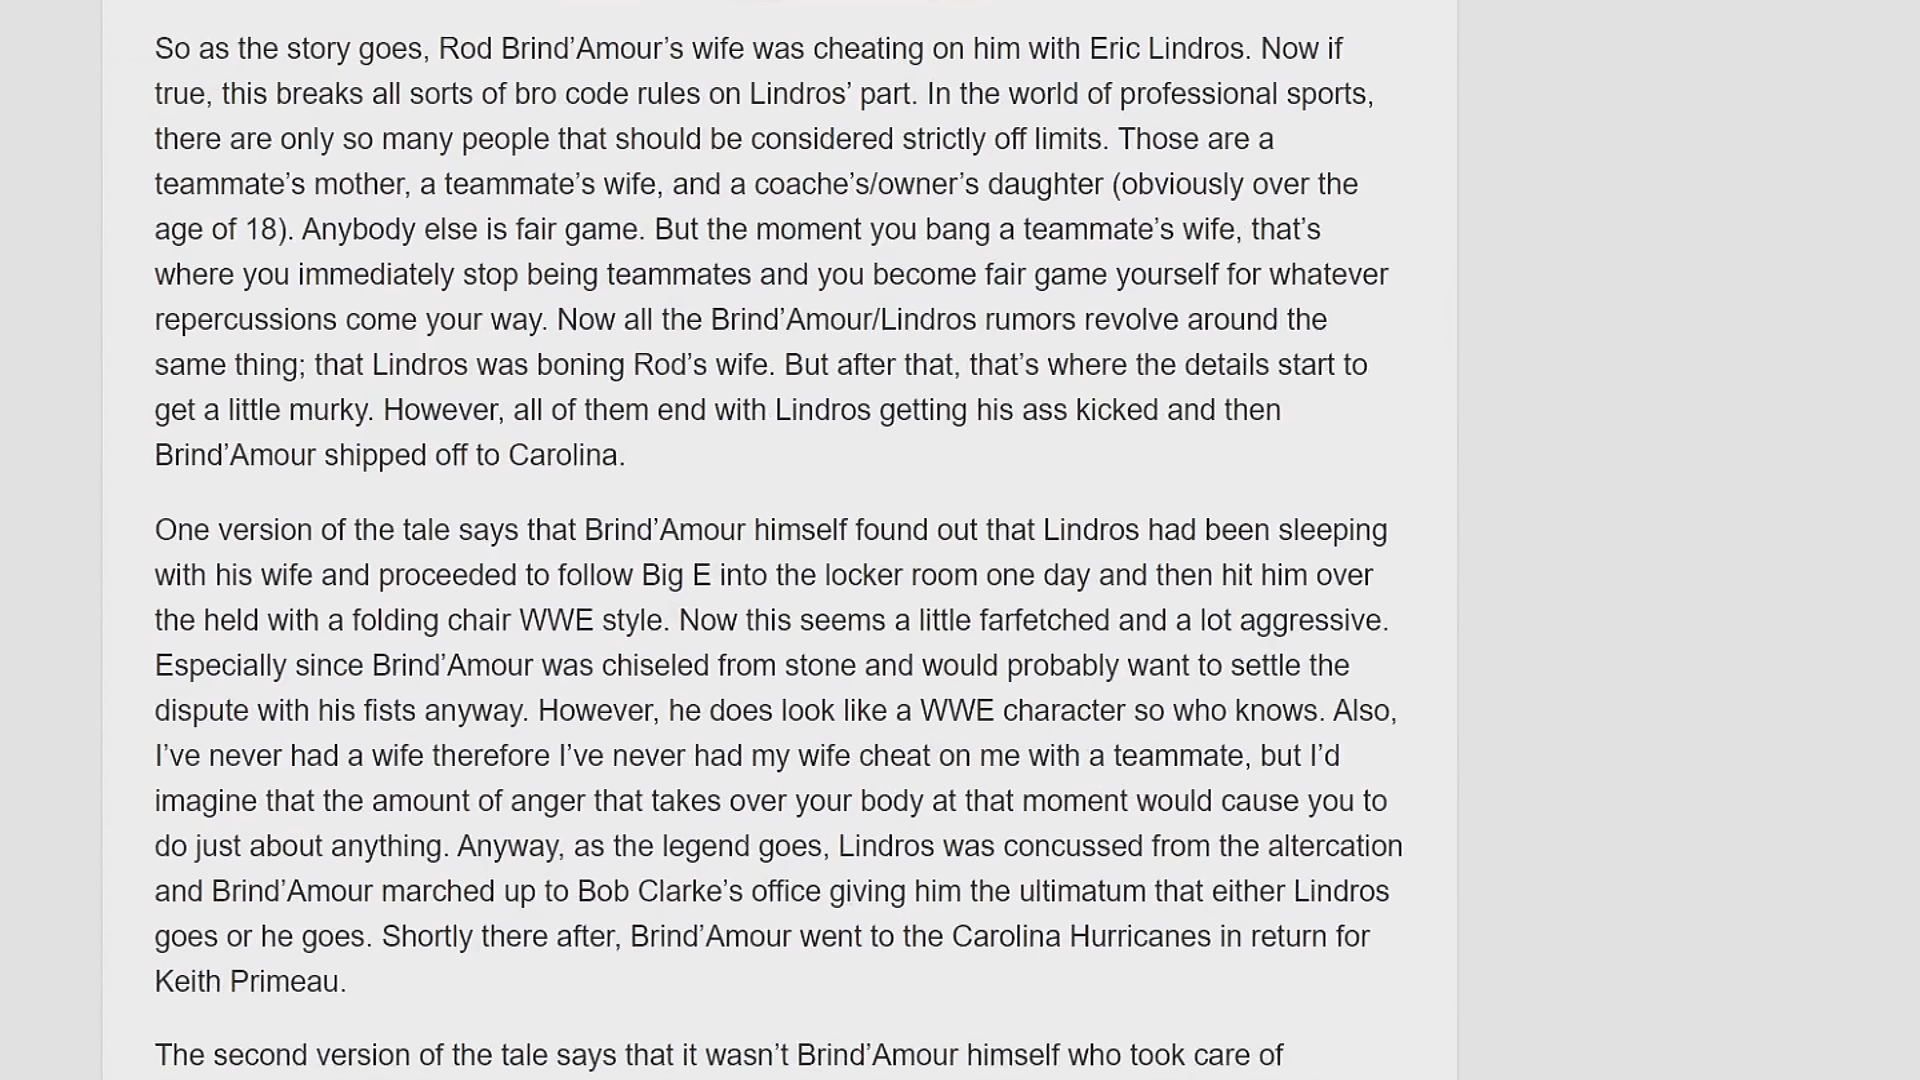 So as the story goes, Rod Brind’Amour’s wife was cheating on him with Eric Lindros. Now if
true, this breaks all sorts of bro code rules on Lindros’ part. In the world of professional sports,
there are only so many people that should be considered strictly off limits. Those are a
teammate’s mother, a teammate’s wife, and a coache’s/owner’s daughter (obviously over the
age of 18). Anybody else is fair game. But the moment you bang a teammate’s wife, that’s
where you immediately stop being teammates and you become fair game yourself for whatever
repercussions come your way. Now all the Brind’Amour/Lindros rumors revolve around the
same thing; that Lindros was boning Rod’s wife. But after that, that’s where the details start to
get a little murky. However, all of them end with Lindros getting his ass kicked and then
Brind’Amour shipped off to Carolina.
One version of the tale says that Brind’Amour himself found out that Lindros had been sleeping
with his wife and proceeded to follow Big E into the locker room one day and then hit him over
the held with a folding chair WWE style. Now this seems a little farfetched and a lot aggressive.
Especially since Brind’Amour was chiseled from stone and would probably want to settle the
dispute with his fists anyway. However, he does look like a WWE character so who knows. Also,
I’ve never had a wife therefore I’ve never had my wife cheat on me with a teammate, but I’d
imagine that the amount of anger that takes over your body at that moment would cause you to
do just about anything. Anyway, as the legend goes, Lindros was concussed from the altercation
and Brind’Amour marched up to Bob Clarke’s office giving him the ultimatum that either Lindros
goes or he goes. Shortly there after, Brind’Amour went to the Carolina Hurricanes in return for
Keith Primeau.
The second version of the tale says that it wasn’t Brind’Amour himself who took care of